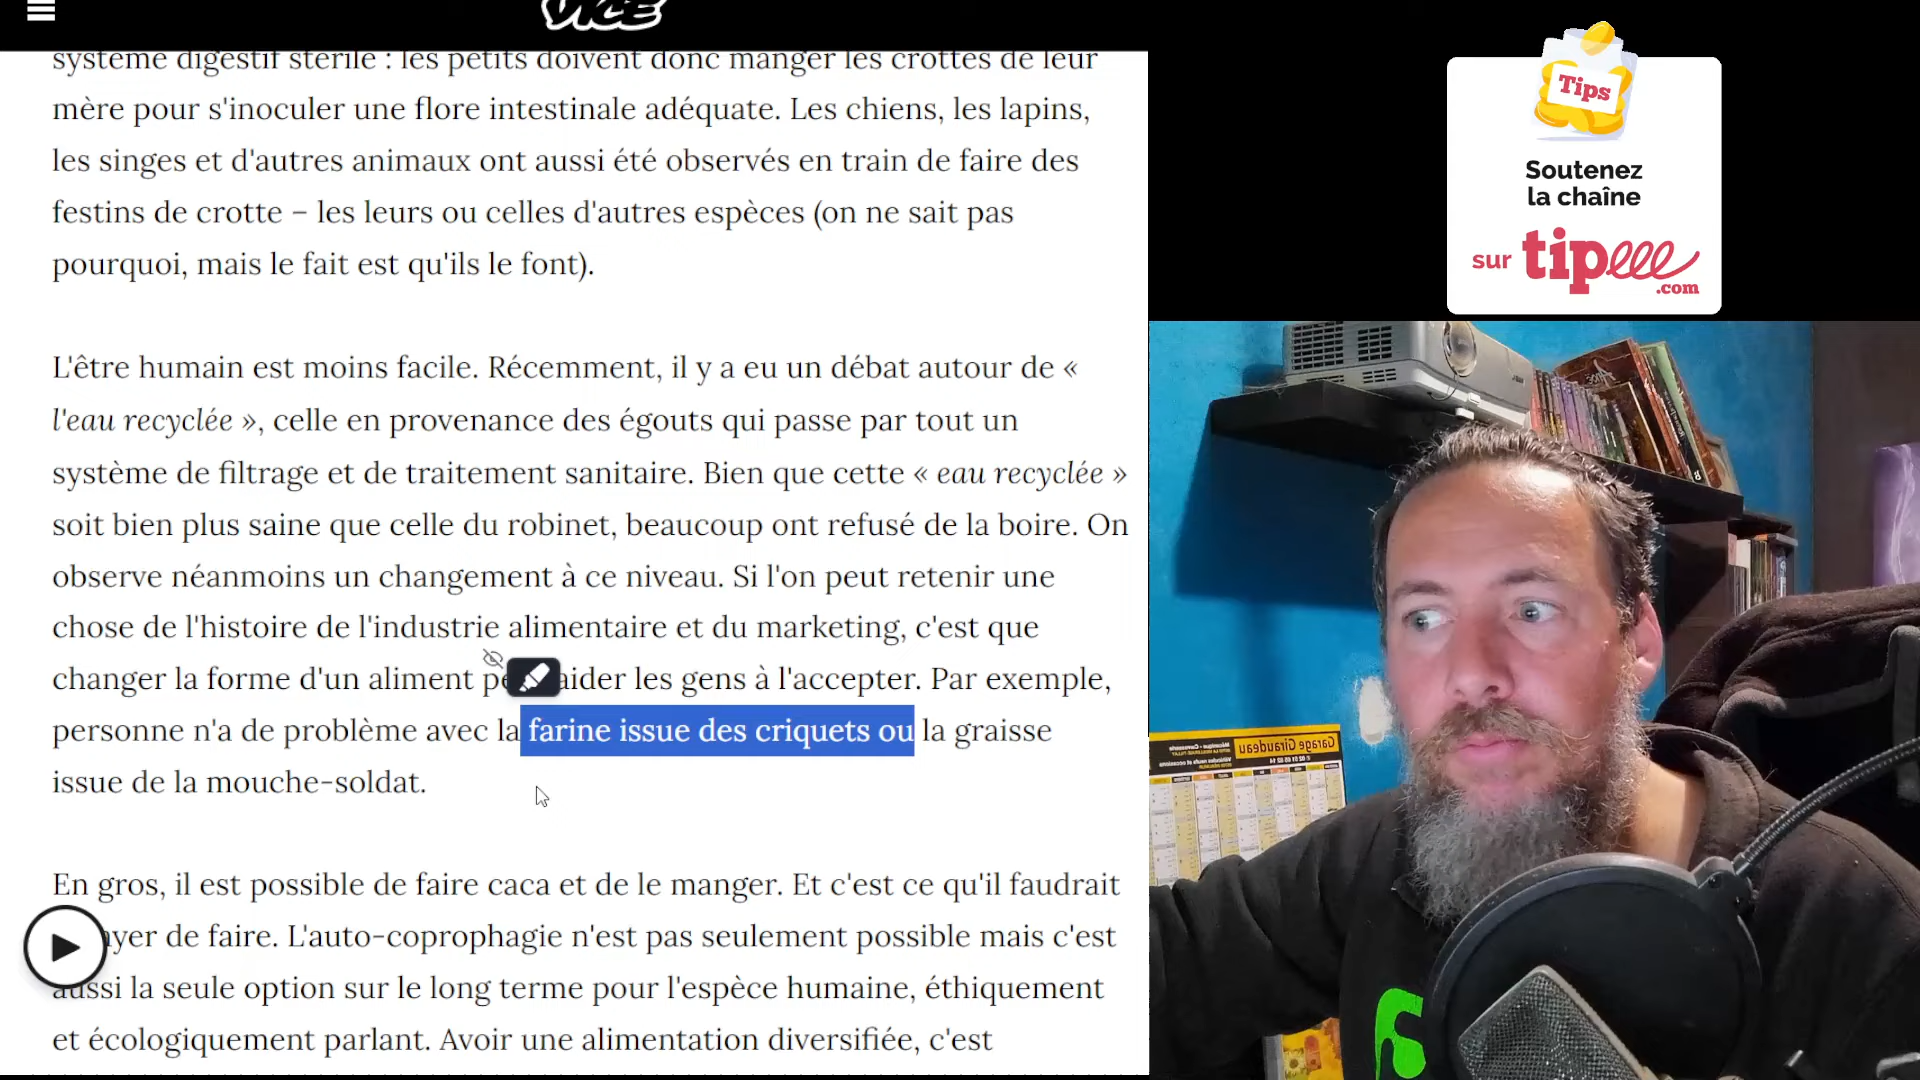 VICE
système digestif stérile : les petits doivent donc manger les crottes de leur
mère pour s'inoculer une flore intestinale adéquate. Les chiens, les lapins,
les singes et d'autres animaux ont aussi été observés en train de faire des
festins de crotte – les leurs ou celles d'autres espèces (on ne sait pas
pourquoi, mais le fait est qu'ils le font).
L'être humain est moins facile. Récemment, il y a eu un débat autour de «
l'eau recyclée », celle en provenance des égouts qui passe par tout un
système de filtrage et de traitement sanitaire. Bien que cette « eau recyclée »
soit bien plus saine que celle du robinet, beaucoup ont refusé de la boire. On
observe néanmoins un changement à ce niveau. Si l'on peut retenir une
chose de l'histoire de l'industrie alimentaire et du marketing, c'est que
changer la forme d'un aliment aider les gens à l'accepter. Par exemple,
personne n'a de problème avec la farine issue des criquets ou la graisse
issue de la mouche-soldat.
En gros, il est possible de faire caca et de le manger. Et c'est ce qu'il faudrait
de faire. L'auto-coprophagie n'est pas seulement possible mais c'est
aussi la seule option sur le long terme pour l'espèce humaine, éthiquement
et écologiquement parlant. Avoir une alimentation diversifiée, c'est
Tips
Soutenez
la chaîne
sur tipeee
.com
Garage Giraudeau